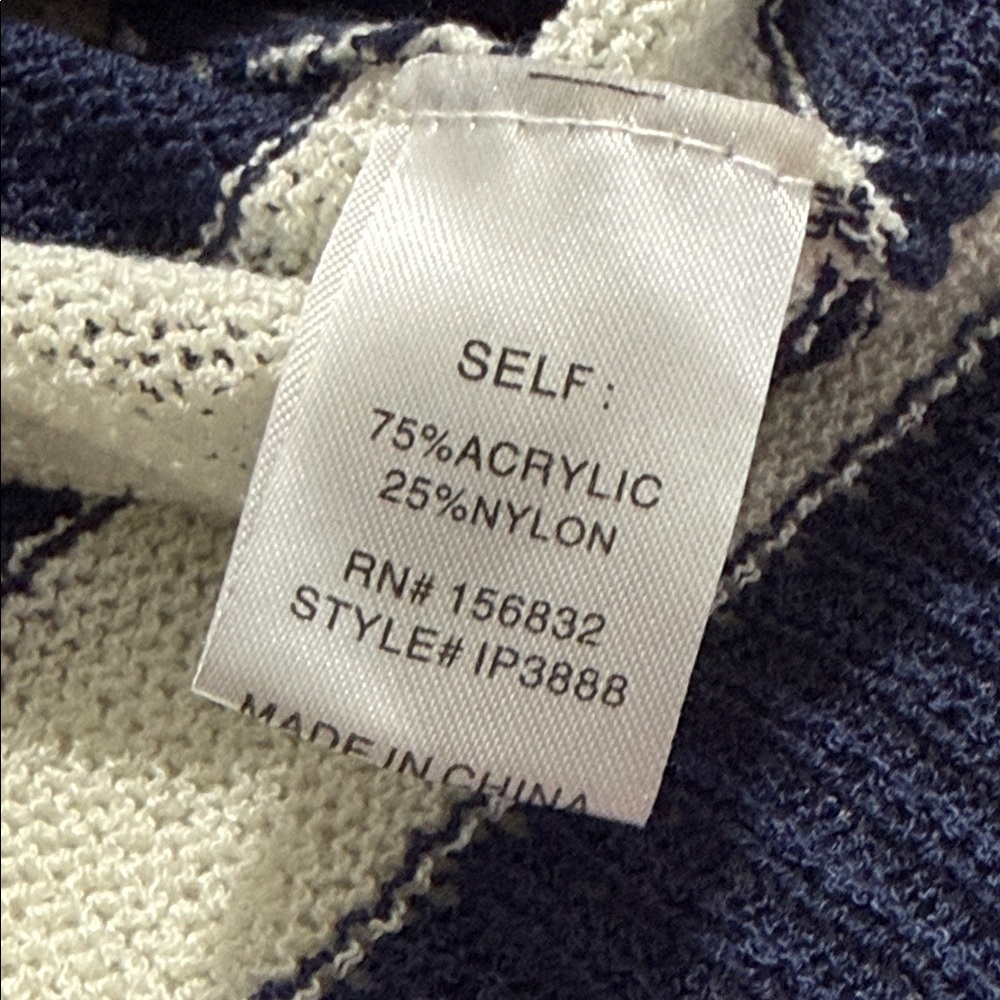 SELF:
75%ACRYLIC
25%NYLON
RN# 156832
STYLE# IP3888
MADE IN CHINA